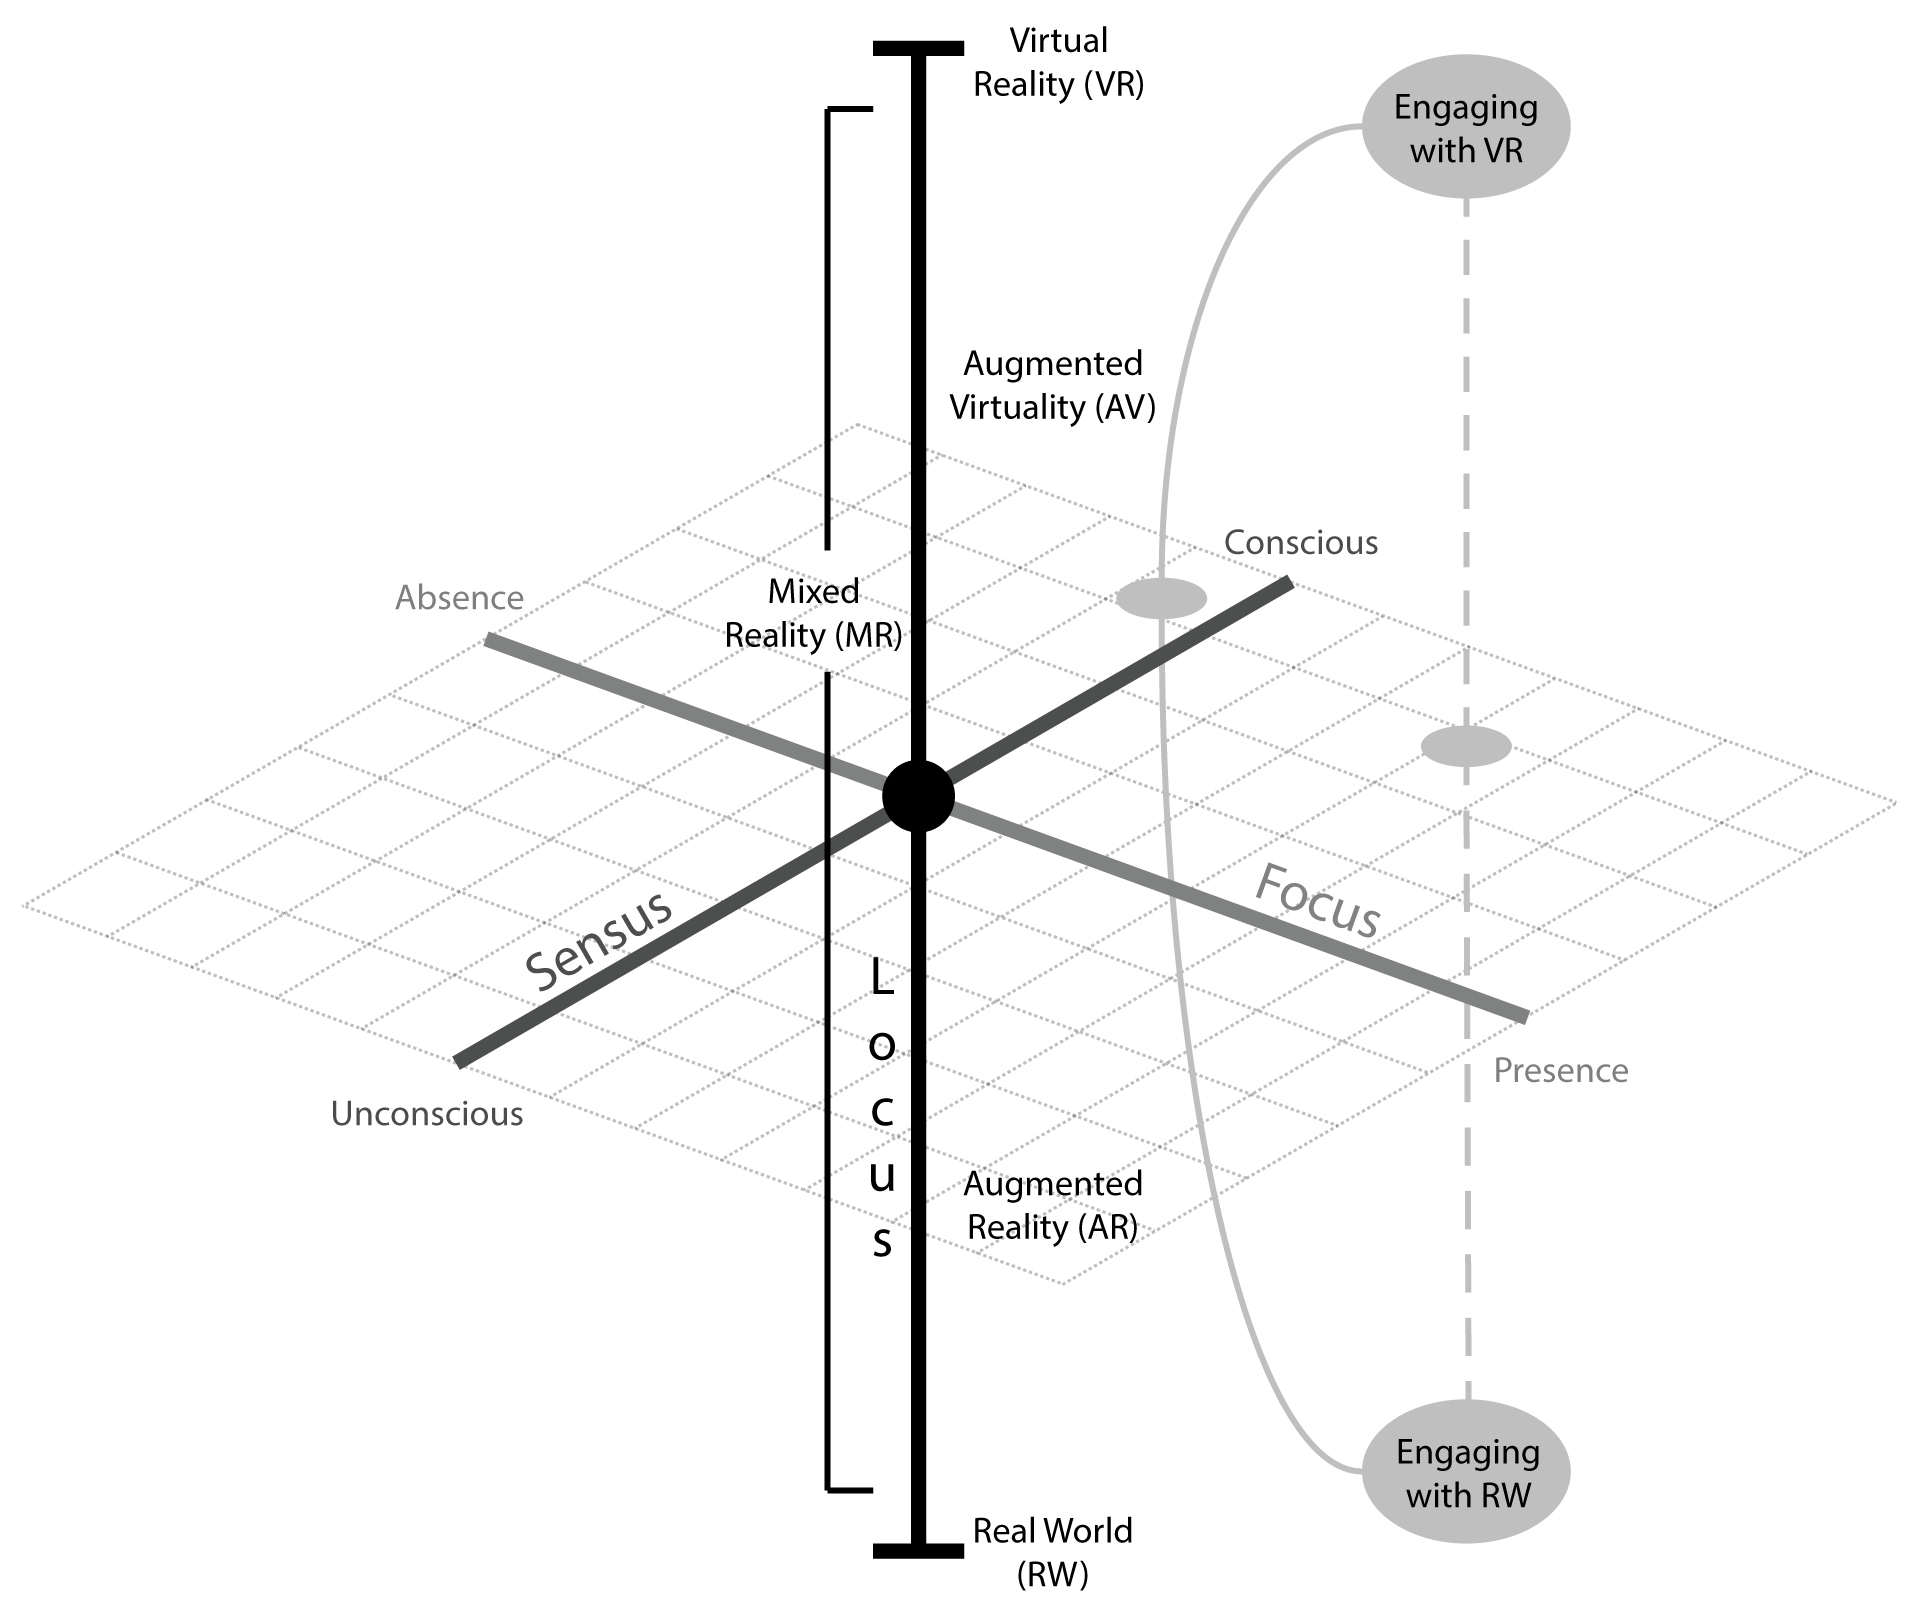 Virtual
Reality (VR)
Engaging
with VR
Augmented
Virtuality (AV)
Conscious
Absence
Mixed
Reality (MR)
Sensus
Focus
Locus
Presence
Unconscious
Augmented
Reality (AR)
Engaging
with RW
Real World
(RW)